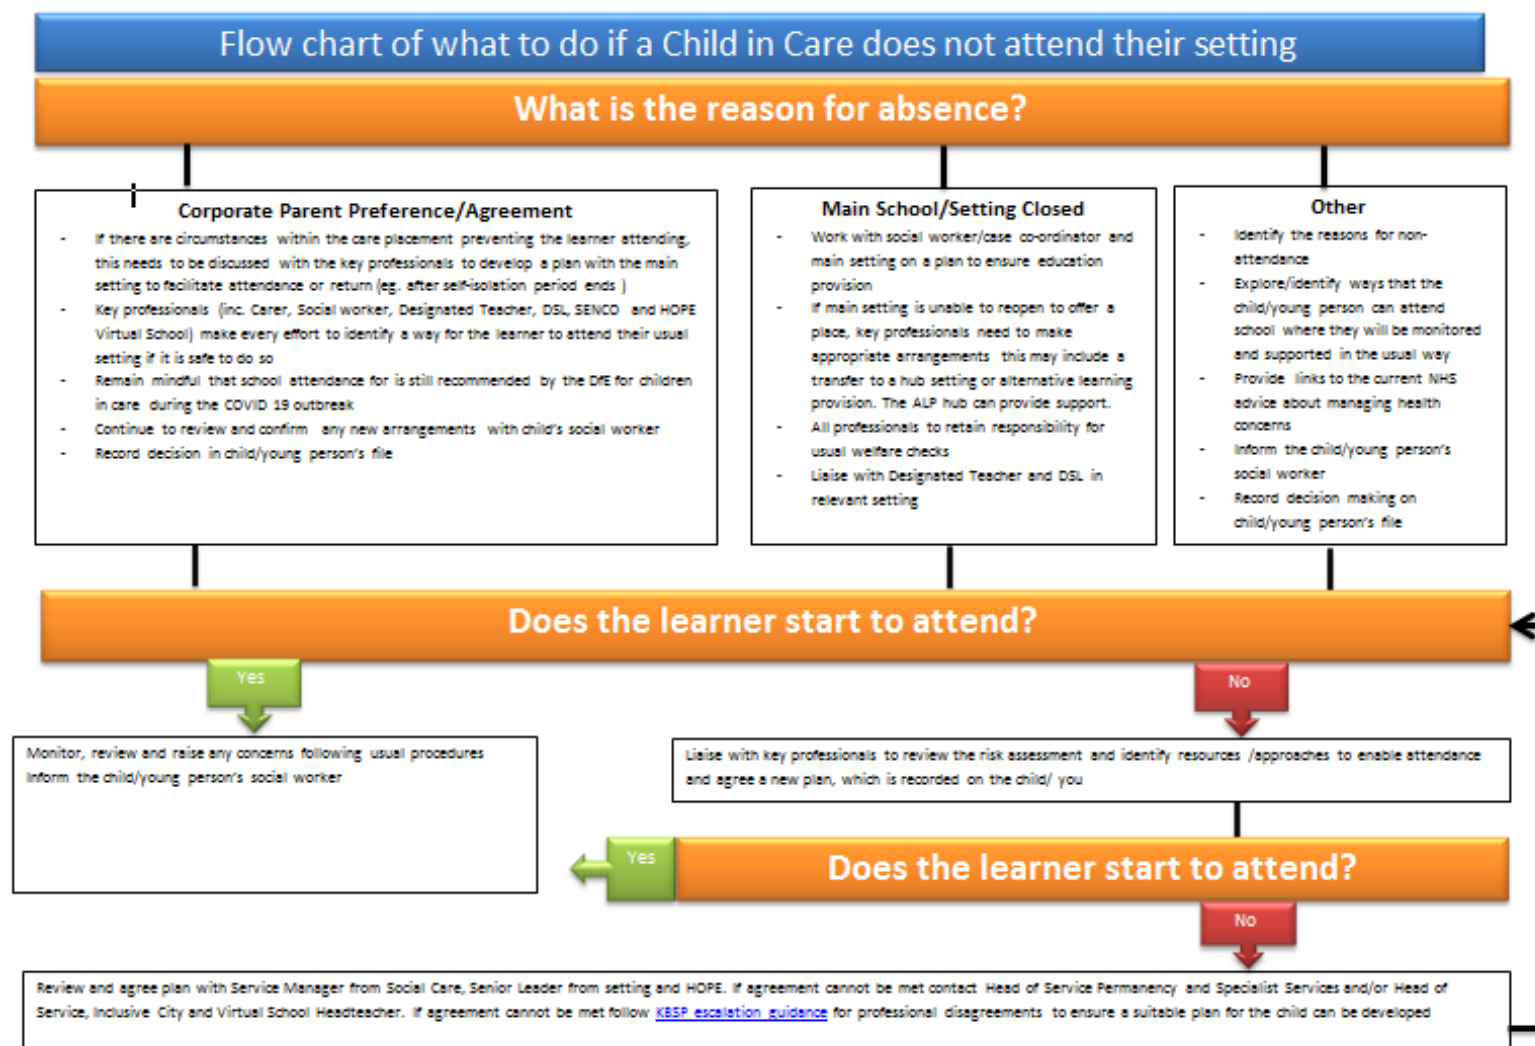 Flow chart of what to do if a Child in Care does not attend their setting
What is the reason for absence?
Corporate Parent Preference/Agreement
- If there are circumstances within the care placement preventing the learner attending,
this needs to be discussed with the key professionals to develop a plan with the main
setting to facilitate attendance or return (eg. after self-isolation period ends )
- Key professionals (inc. Carer, Social worker, Designated Teacher, DSL, SENCO and HOPE
Virtual School) make every effort to identify a way for the learner to attend their usual
setting if it is safe to do so
- Remain mindful that school attendance for is still recommended by the DfE for children
in care during the COVID 19 outbreak
- Continue to review and confirm any new arrangements with child's social worker
- Record decision in child/young person's file
Main School/Setting Closed
- Work with social worker/case co-ordinator and
main setting on a plan to ensure education
provision
- If main setting is unable to reopen to offer a
place, key professionals need to make
appropriate arrangements this may include a
transfer to a hub setting or alternative learning
provision. The ALP hub can provide support.
- All professionals to retain responsibility for
usual welfare checks
- Liaise with Designated Teacher and DSL in
relevant setting
Other
- Identify the reasons for non-
attendance
- Explore/identify ways that the
child/young person can attend
school where they will be monitored
and supported in the usual way
- Provide links to the current NHS
advice about managing health
concerns
- Inform the child/young person's
social worker
- Record decision making on
child/young person's file
Does the learner start to attend?
Yes
No
Monitor, review and raise any concerns following usual procedures
Inform the child/young person's social worker
Liaise with key professionals to review the risk assessment and identify resources /approaches to enable attendance
and agree a new plan, which is recorded on the child/ you
Yes
Does the learner start to attend?
No
Review and agree plan with Service Manager from Social Care, Senior Leader from setting and HOPE. If agreement cannot be met contact Head of Service Permanency and Specialist Services and/or Head of
Service, Inclusive City and Virtual School Headteacher. If agreement cannot be met follow KBSP escalation guidance for professional disagreements to ensure a suitable plan for the child can be developed